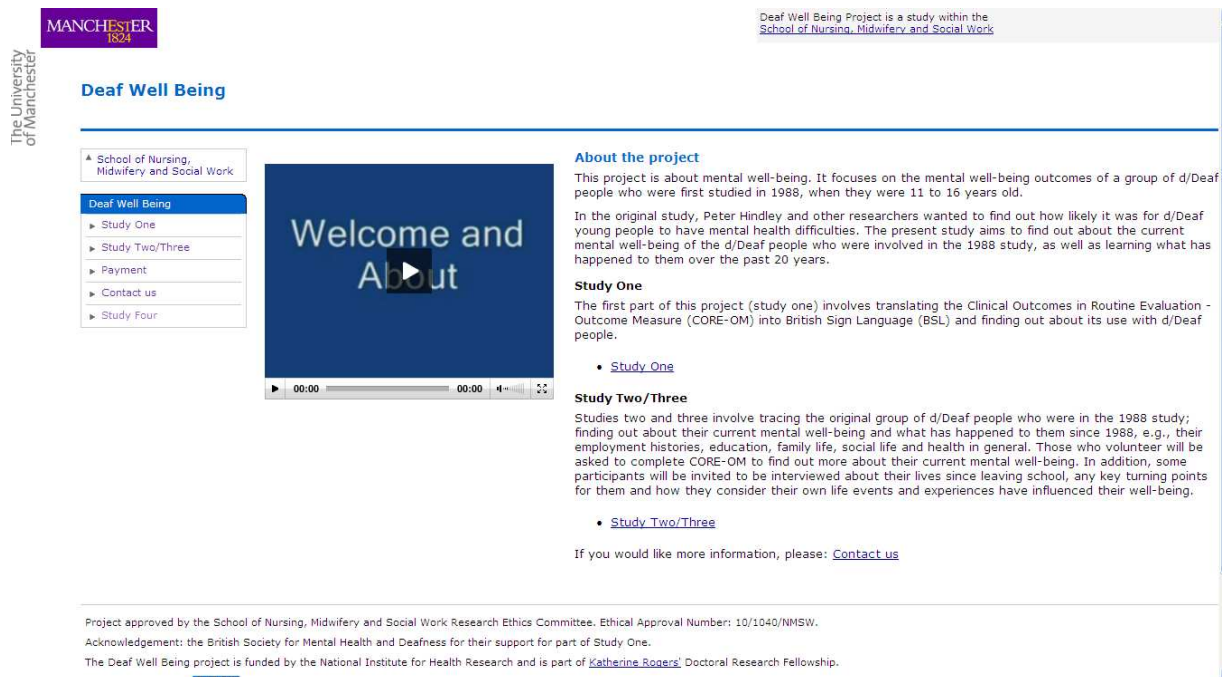 MANCHESTER
1824
The University
of Manchester
Deaf Well Being Project is a study within the
School of Nursing, Midwifery and Social Work
Deaf Well Being
School of Nursing,
Midwifery and Social Work
Deaf Well Being
Study One
Study Two/Three
Payment
Contact us
Study Four
Welcome and
About
00:00 00:00
About the project
This project is about mental well-being. It focuses on the mental well-being outcomes of a group of d/Deaf
people who were first studied in 1988, when they were 11 to 16 years old.
In the original study, Peter Hindley and other researchers wanted to find out how likely it was for d/Deaf
young people to have mental health difficulties. The present study aims to find out about the current
mental well-being of the d/Deaf people who were involved in the 1988 study, as well as learning what has
happened to them over the past 20 years.
Study One
The first part of this project (study one) involves translating the Clinical Outcomes in Routine Evaluation -
Outcome Measure (CORE-OM) into British Sign Language (BSL) and finding out about its use with d/Deaf
people.
• Study One
Study Two/Three
Studies two and three involve tracing the original group of d/Deaf people who were in the 1988 study;
finding out about their current mental well-being and what has happened to them since 1988, e.g., their
employment histories, education, family life, social life and health in general. Those who volunteer will be
asked to complete CORE-OM to find out more about their current mental well-being. In addition, some
participants will be invited to be interviewed about their lives since leaving school, any key turning points
for them and how they consider their own life events and experiences have influenced their well-being.
• Study Two/Three
If you would like more information, please: Contact us
Project approved by the School of Nursing, Midwifery and Social Work Research Ethics Committee. Ethical Approval Number: 10/1040/NMSW.
Acknowledgement: the British Society for Mental Health and Deafness for their support for part of Study One.
The Deaf Well Being project is funded by the National Institute for Health Research and is part of Katherine Rogers' Doctoral Research Fellowship.